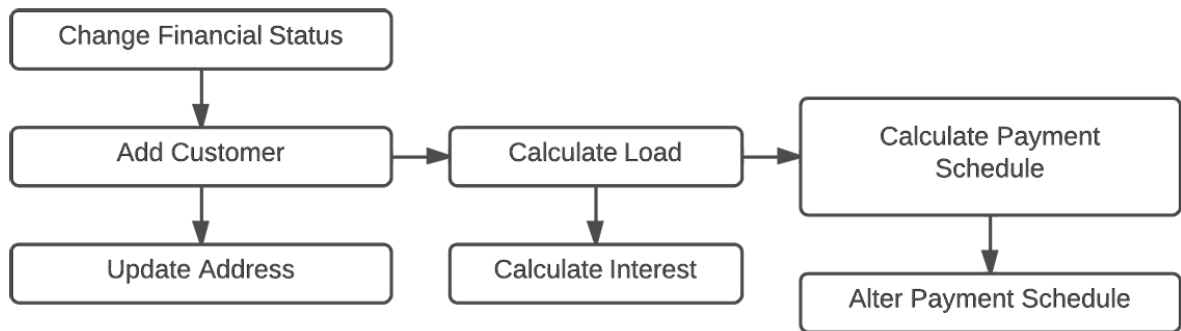 Change Financial Status
Add Customer
Update Address
Calculate Load
Calculate Interest
Calculate Payment
Schedule
Alter Payment Schedule